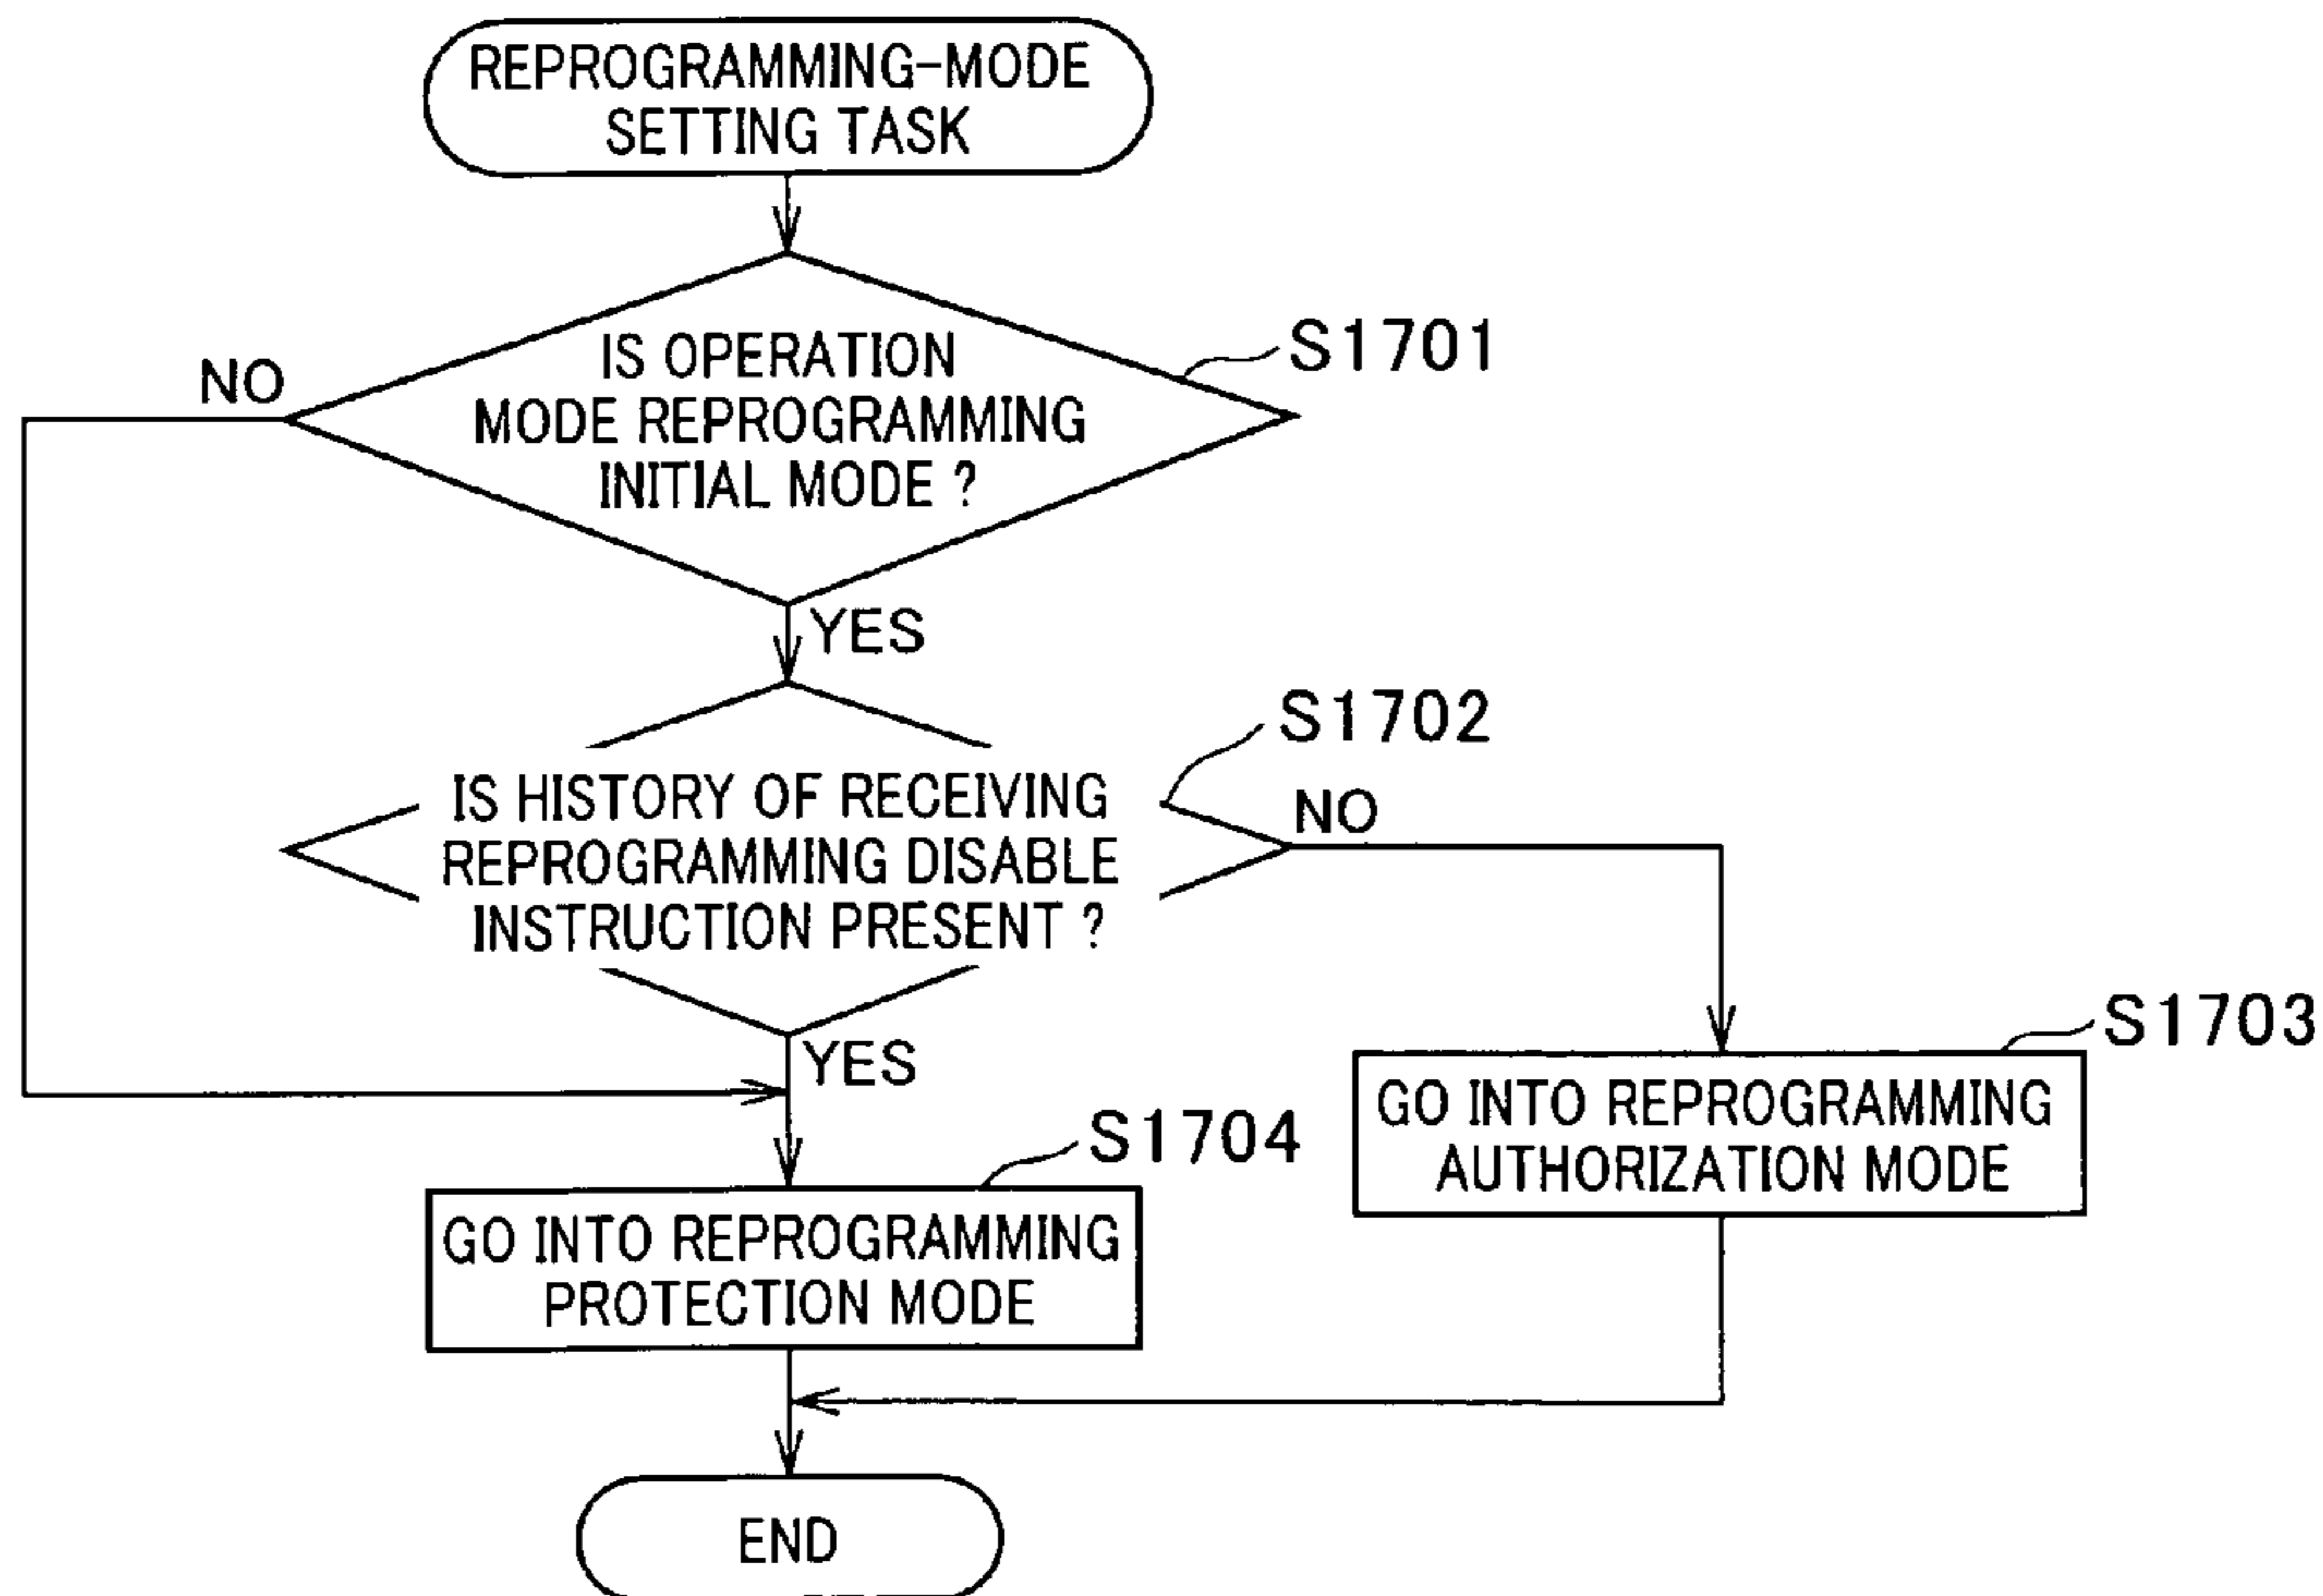 REPROGRAMMING-MODE
SETTING TASK
IS OPERATION
MODE REPROGRAMMING
INITIAL MODE ?
S1701
NO
YES
IS HISTORY OF RECEIVING
REPROGRAMMING DISABLE
INSTRUCTION PRESENT ?
S1702
NO
YES
S1703
GO INTO REPROGRAMMING
AUTHORIZATION MODE
S1704
GO INTO REPROGRAMMING
PROTECTION MODE
END